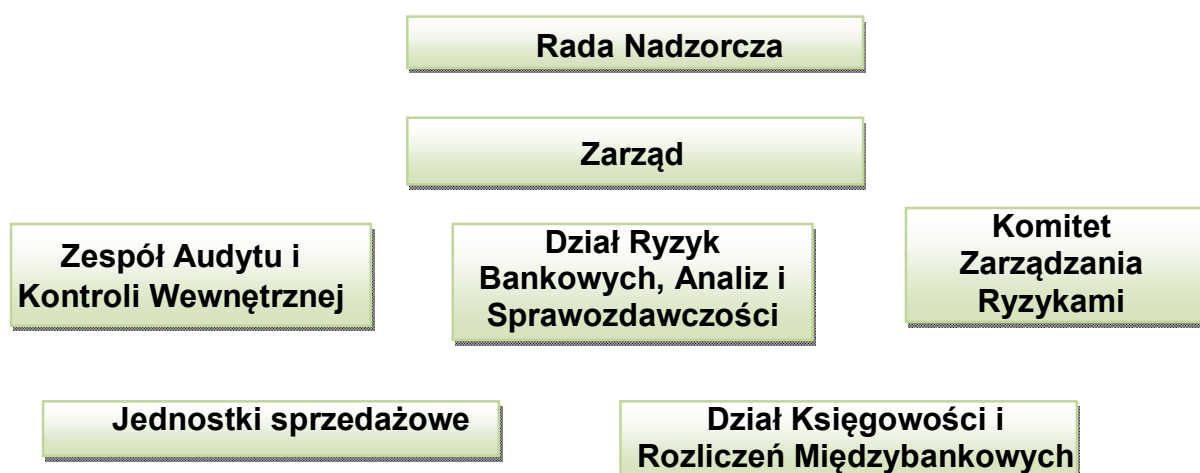 Rada Nadzorcza
Zarząd
Zespół Audytu i
Kontroli Wewnętrznej
Dział Ryzyk
Bankowych, Analiz i
Sprawozdawczości
Komitet
Zarządzania
Ryzykami
Jednostki sprzedażowe
Dział Księgowości i
Rozliczeń Międzybankowych